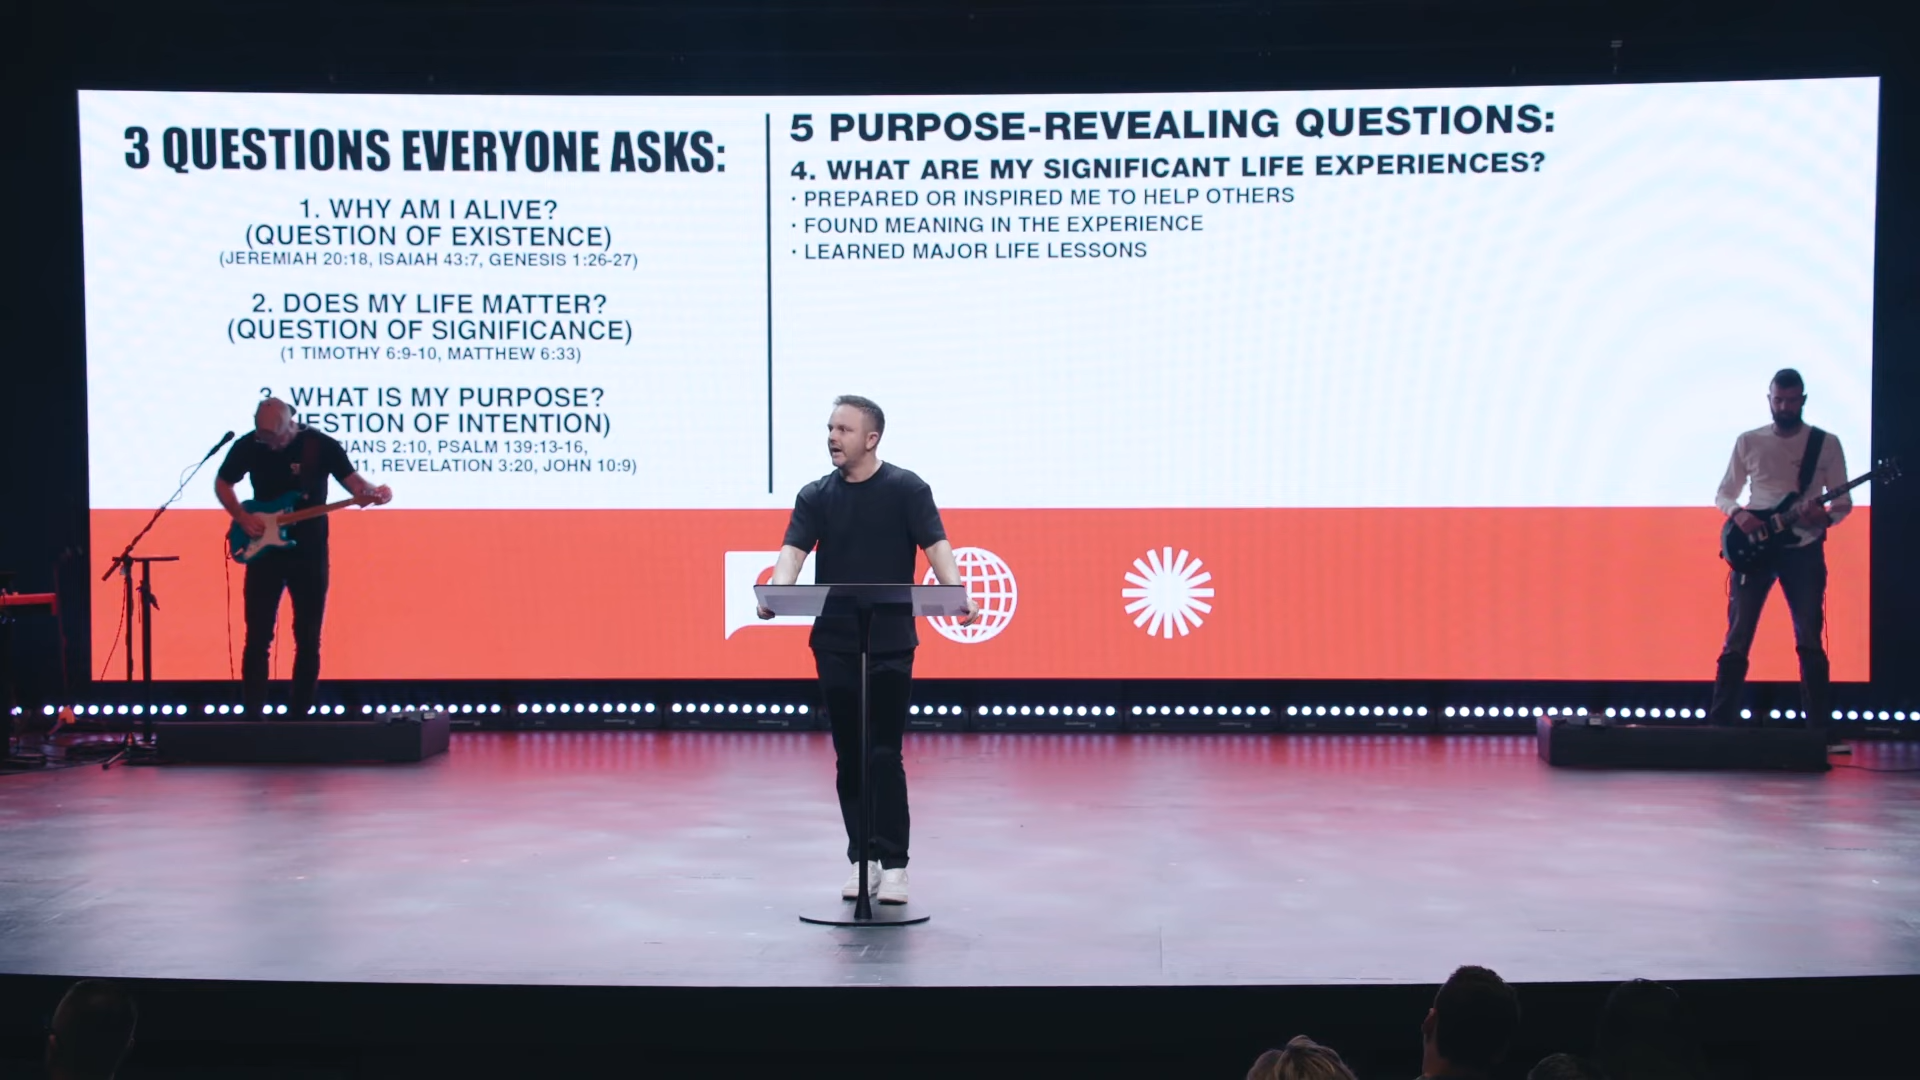 3 QUESTIONS EVERYONE ASKS:
1. WHY AM I ALIVE?
(QUESTION OF EXISTENCE)
(JEREMIAH 20:18, ISAIAH 43:7, GENESIS 1:26-27)
2. DOES MY LIFE MATTER?
(QUESTION OF SIGNIFICANCE)
(1 TIMOTHY 6:9-10, MATTHEW 6:33)
3. WHAT IS MY PURPOSE?
OF INTENTION)
2:10, PSALM 139:13-16,
REVELATION 3:20, JOHN 10:9)
5 PURPOSE-REVEALING QUESTIONS:
4. WHAT ARE MY SIGNIFICANT LIFE EXPERIENCES?
· PREPARED OR INSPIRED ME TO HELP OTHERS
· FOUND MEANING IN THE EXPERIENCE
· LEARNED MAJOR LIFE LESSONS